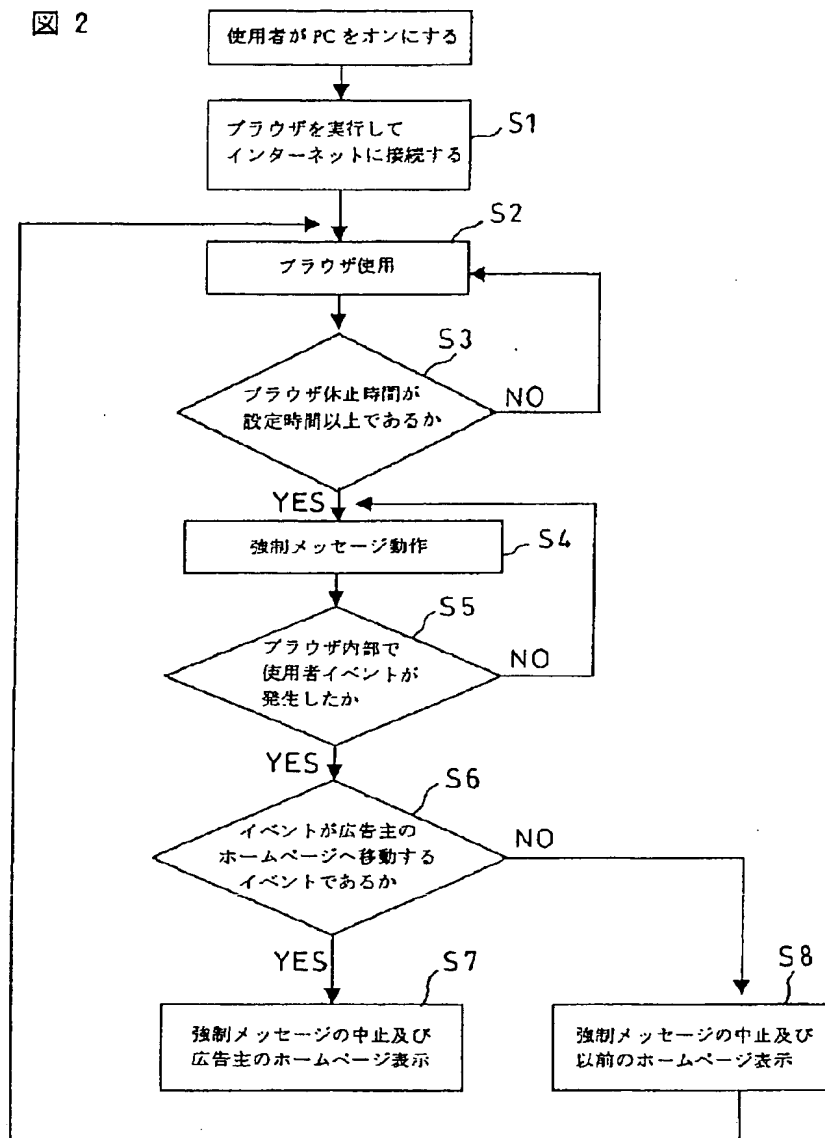 図 2
使用者が PC をオンにする
ブラウザを実行して
インターネットに接続する
S1
S2
ブラウザ使用
S3
ブラウザ休止時間が
設定時間以上であるか
NO
YES
強制メッセージ動作
S4
S5
ブラウザ内部で
使用者イベントが
発生したか
NO
YES
S6
イベントが広告主の
ホームページへ移動する
イベントであるか
NO
YES
S7
強制メッセージの中止及び
広告主のホームページ表示
S8
強制メッセージの中止及び
以前のホームページ表示